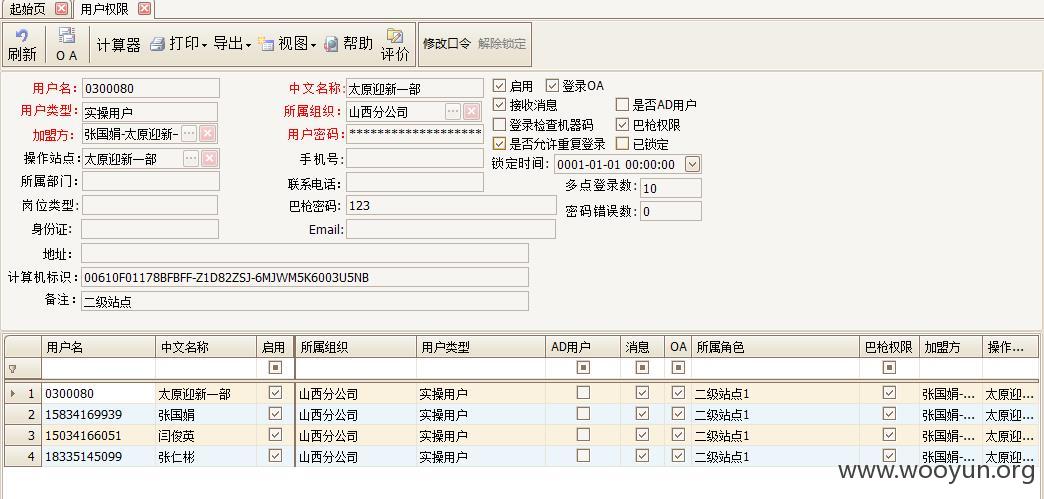 起始页 用户权限
刷新 OA 计算器 打印 导出 视图 帮助 评价 修改口令 解除锁定
用户名: 0300080 中文名称: 太原迎新一部 启用 登录OA
用户类型: 实操用户 所属组织: 山西分公司 ... 接收消息 是否AD用户
加盟方: 张国娟-太原迎新- ... 用户密码: ******************* 登录检查机器码 巴枪权限
操作站点: 太原迎新一部 ... 手机号: 是否允许重复登录 已锁定
所属部门: 联系电话: 锁定时间: 0001-01-01 00:00:00
岗位类型: 巴枪密码: 123 多点登录数: 10
身份证: Email: 密码错误数: 0
地址:
计算机标识: 00610F01178BFBFF-Z1D82ZSJ-6MJWM5K6003U5NB
备注: 二级站点
用户名 中文名称 启用 所属组织 用户类型 AD用户 消息 OA 所属角色 巴枪权限 加盟方 操作...
1 0300080 太原迎新一部 山西分公司 实操用户 二级站点1 张国娟-... 太原迎...
2 15834169939 张国娟 山西分公司 实操用户 二级站点1 张国娟-... 太原迎...
3 15034166051 闫俊英 山西分公司 实操用户 二级站点1 张国娟-... 太原迎...
4 18335145099 张仁彬 山西分公司 实操用户 二级站点1 张国娟-... 太原迎...
www.wooyun.org